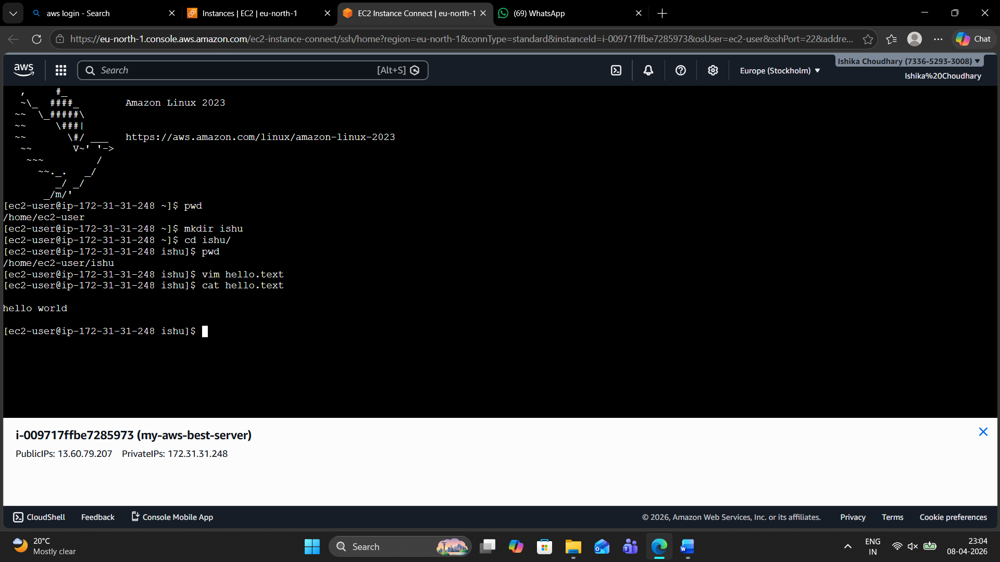 aws login - Search
Instances | EC2 | eu-north-1
EC2 Instance Connect | eu-north-1
(69) WhatsApp
https://eu-north-1.console.aws.amazon.com/ec2-instance-connect/ssh/home?region=eu-north-1&connType=standard&instanceId=i-009717ffbe7285973&osUser=ec2-user&sshPort=22&addre...
Chat
aws
Search
[Alt+S]
Europe (Stockholm)
Ishika Choudhary (7336-5293-3008)
Ishika%20Choudhary
   ,     #_
   ~\_  ####_        Amazon Linux 2023
  ~~  \_#####\
  ~~     \###|
  ~~       \#/ ___   https://aws.amazon.com/linux/amazon-linux-2023
   ~~       V~' '->
    ~~~         /
      ~~._.   _/
         _/ _/
       _/m/'
[ec2-user@ip-172-31-31-248 ~]$ pwd
/home/ec2-user
[ec2-user@ip-172-31-31-248 ~]$ mkdir ishu
[ec2-user@ip-172-31-31-248 ~]$ cd ishu/
[ec2-user@ip-172-31-31-248 ishu]$ pwd
/home/ec2-user/ishu
[ec2-user@ip-172-31-31-248 ishu]$ vim hello.text
[ec2-user@ip-172-31-31-248 ishu]$ cat hello.text
hello world
[ec2-user@ip-172-31-31-248 ishu]$
i-009717ffbe7285973 (my-aws-best-server)
PublicIPs: 13.60.79.207 PrivateIPs: 172.31.31.248
CloudShell
Feedback
Console Mobile App
© 2026, Amazon Web Services, Inc. or its affiliates.
Privacy
Terms
Cookie preferences
20°C
Mostly clear
Search
ENG
IN
23:04
08-04-2026